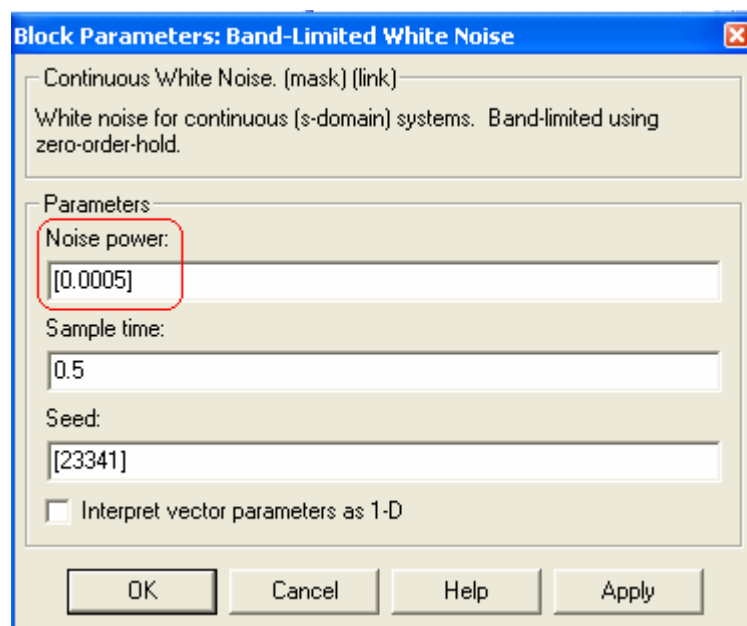 Block Parameters: Band-Limited White Noise
Continuous White Noise. (mask) (link)
White noise for continuous (s-domain) systems.  Band-limited using
zero-order-hold.
Parameters
Noise power:
[0.0005]
Sample time:
0.5
Seed:
[23341]
Interpret vector parameters as 1-D
OK
Cancel
Help
Apply